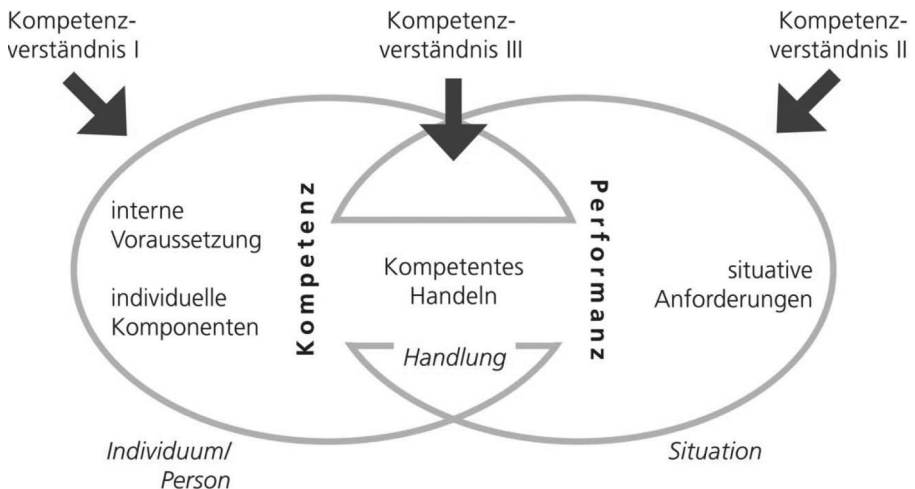 Kompetenz-
verständnis I
Kompetenz-
verständnis III
Kompetenz-
verständnis II
interne
Voraussetzung
individuelle
Komponenten
Kompetenz
Kompetentes
Handeln
Handlung
Performanz
situative
Anforderungen
Individuum/
Person
Situation